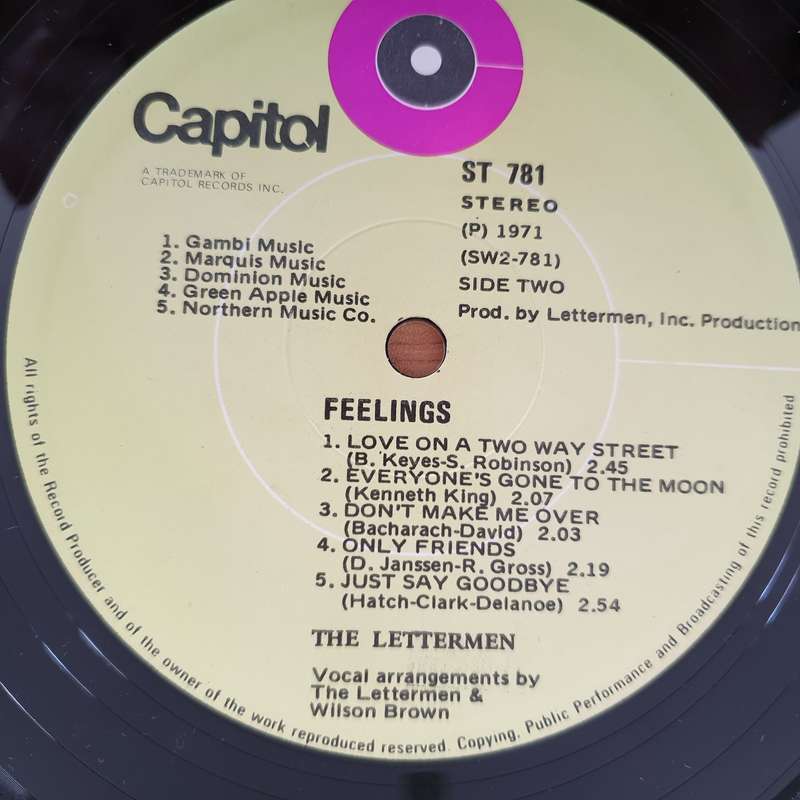 Capitol
A TRADEMARK OF
CAPITOL RECORDS INC.
ST 781
STEREO
(P) 1971
(SW2-781)
SIDE TWO
Prod. by Lettermen, Inc. Production
1. Gambi Music
2. Marquis Music
3. Dominion Music
4. Green Apple Music
5. Northern Music Co.
FEELINGS
1. LOVE ON A TWO WAY STREET
(B. Keyes-S. Robinson) 2.45
2. EVERYONE'S GONE TO THE MOON
(Kenneth King) 2.07
3. DON'T MAKE ME OVER
(Bacharach-David) 2.03
4. ONLY FRIENDS
(D. Janssen-R. Gross) 2.19
5. JUST SAY GOODBYE
(Hatch-Clark-Delanoe) 2.54
THE LETTERMEN
Vocal arrangements by
The Lettermen &
Wilson Brown
All rights of the Record Producer and of the owner of the work reproduced reserved. Copying, Public Performance and Broadcasting of this record prohibited